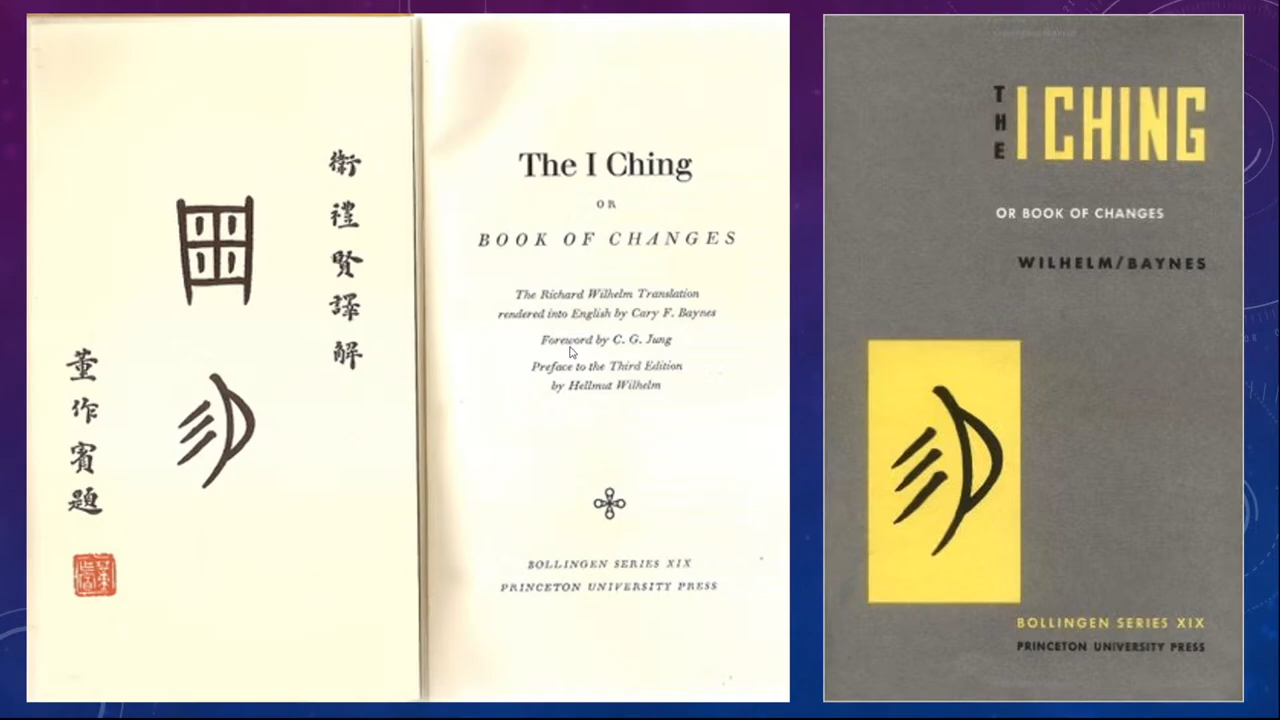 衛禮賢譯解
周易
董作賓題
The I Ching
OR
BOOK OF CHANGES
The Richard Wilhelm Translation
rendered into English by Cary F. Baynes
Foreword by C. G. Jung
Preface to the Third Edition
by Hellmut Wilhelm
BOLLINGEN SERIES XIX
PRINCETON UNIVERSITY PRESS
THE I CHING
OR BOOK OF CHANGES
WILHELM/BAYNES
易
BOLLINGEN SERIES XIX
PRINCETON UNIVERSITY PRESS